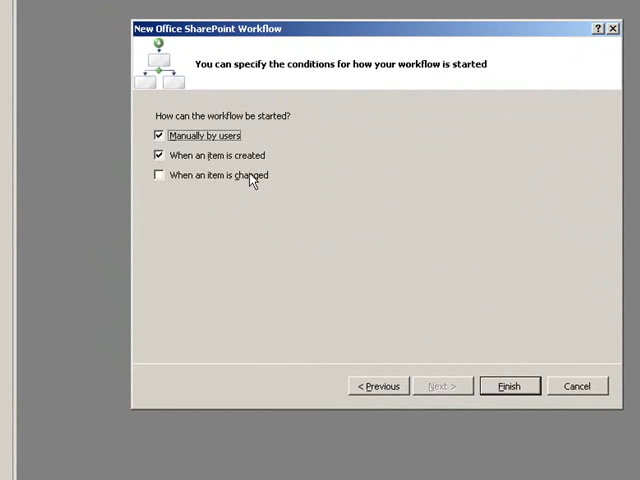 New Office SharePoint Workflow
You can specify the conditions for how your workflow is started
How can the workflow be started?
Manually by users
When an item is created
When an item is changed
< Previous
Next >
Finish
Cancel